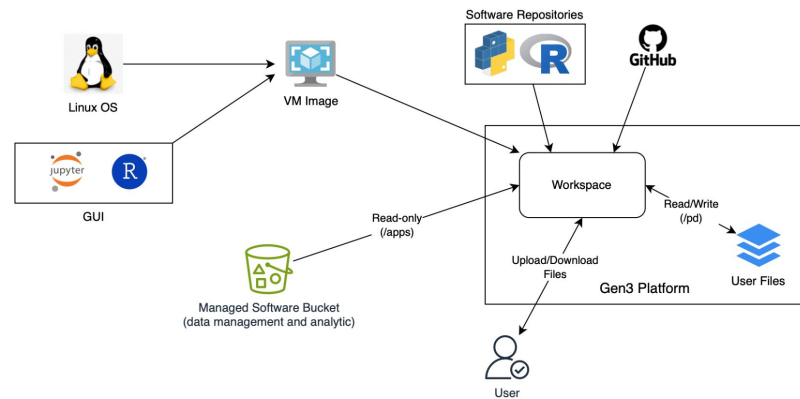 Software Repositories
GitHub
Linux OS
VM Image
jupyter
R
R
GUI
Workspace
Read-only
(/apps)
Read/Write
(/pd)
Upload/Download
Files
User Files
Gen3 Platform
Managed Software Bucket
(data management and analytic)
User